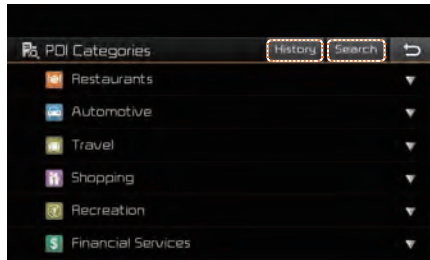 POI Categories History Search
Restaurants
Automotive
Travel
Shopping
Recreation
Financial Services